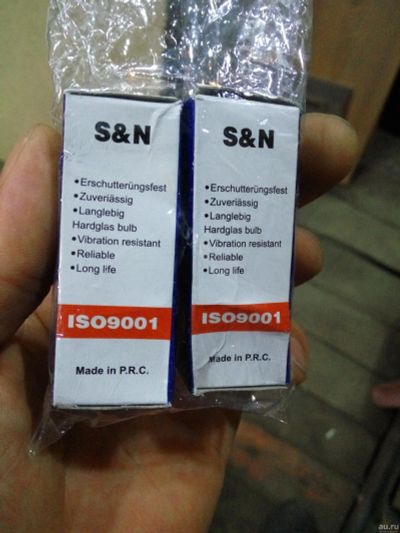 S&N
•Erschutterüngsfest
•Zuveriässig
•Langlebig
Hardglas bulb
•Vibration resistant
•Reliable
•Long life
ISO9001
Made in P.R.C.
S&N
•Erschutterüngsfest
•Zuveriässig
•Langlebig
Hardglas bulb
•Vibration resistant
•Reliable
•Long life
ISO9001
Made in P.R.C.
au.ru